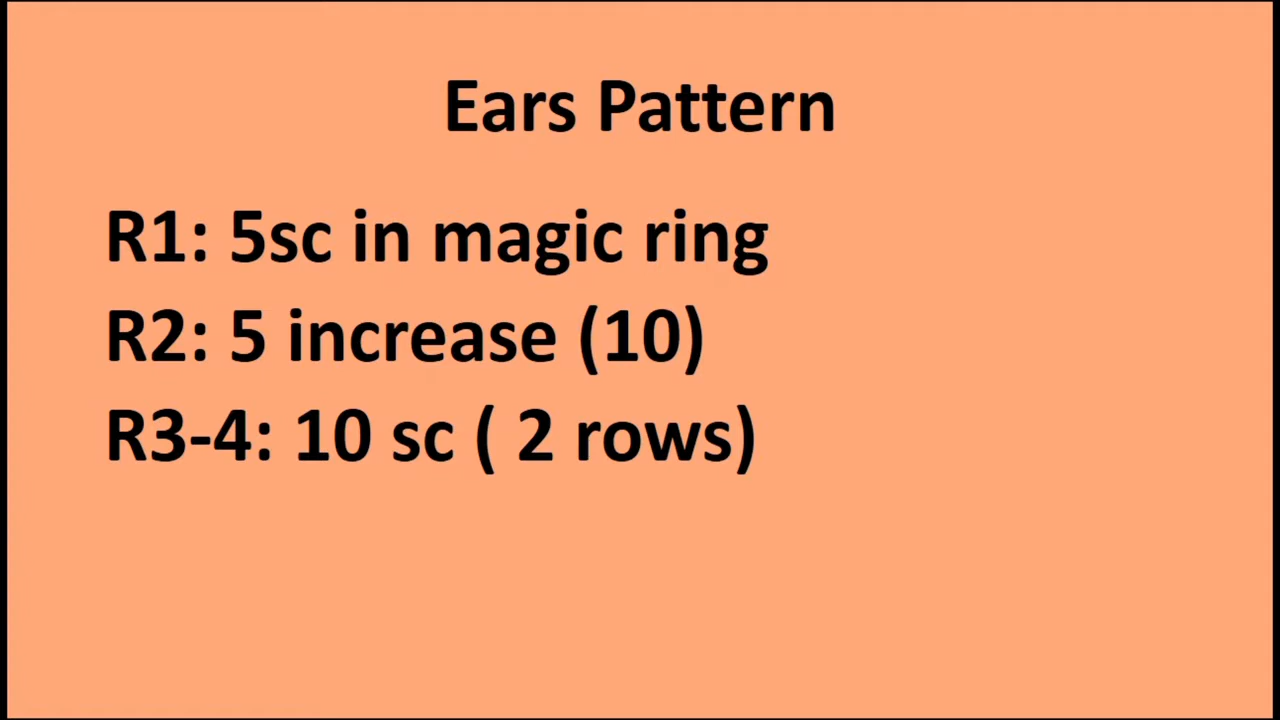 Ears Pattern
R1: 5sc in magic ring
R2: 5 increase (10)
R3-4: 10 sc ( 2 rows)